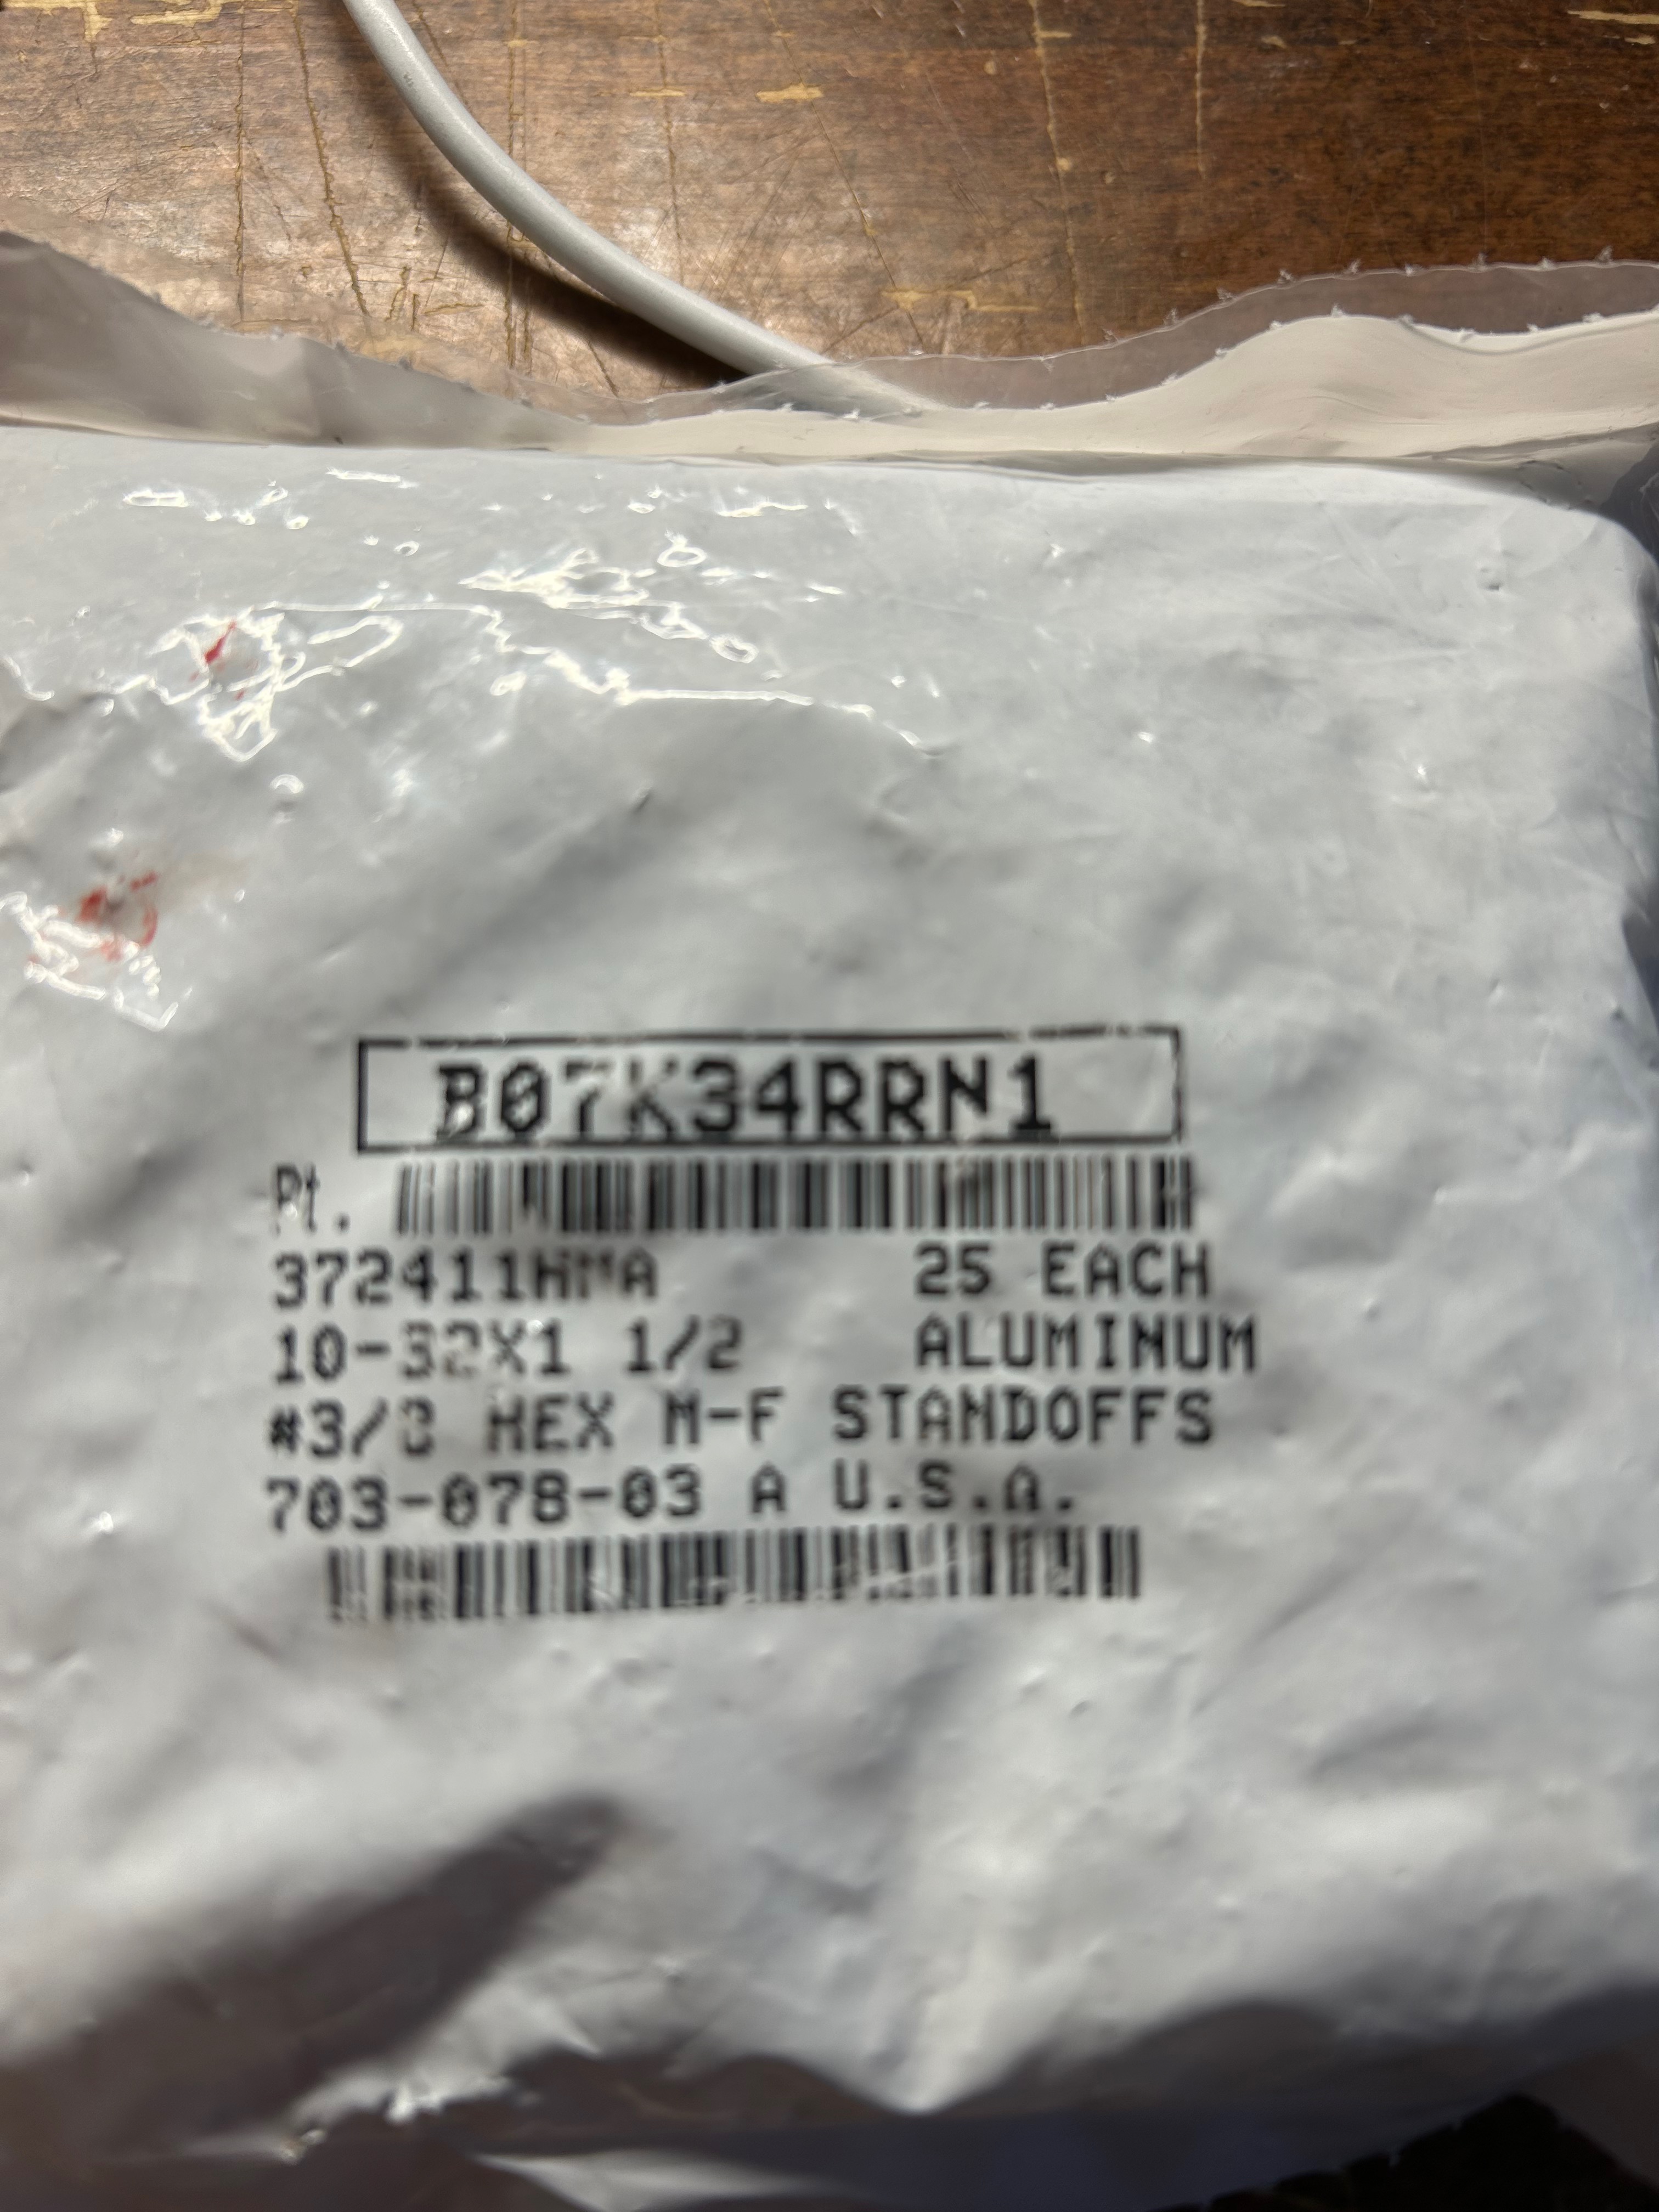 B07K34RRN1
Pt.
372411HMA 25 EACH
10-32X1 1/2 ALUMINUM
#3/8 HEX M-F STANDOFFS
703-078-03 A U.S.A.